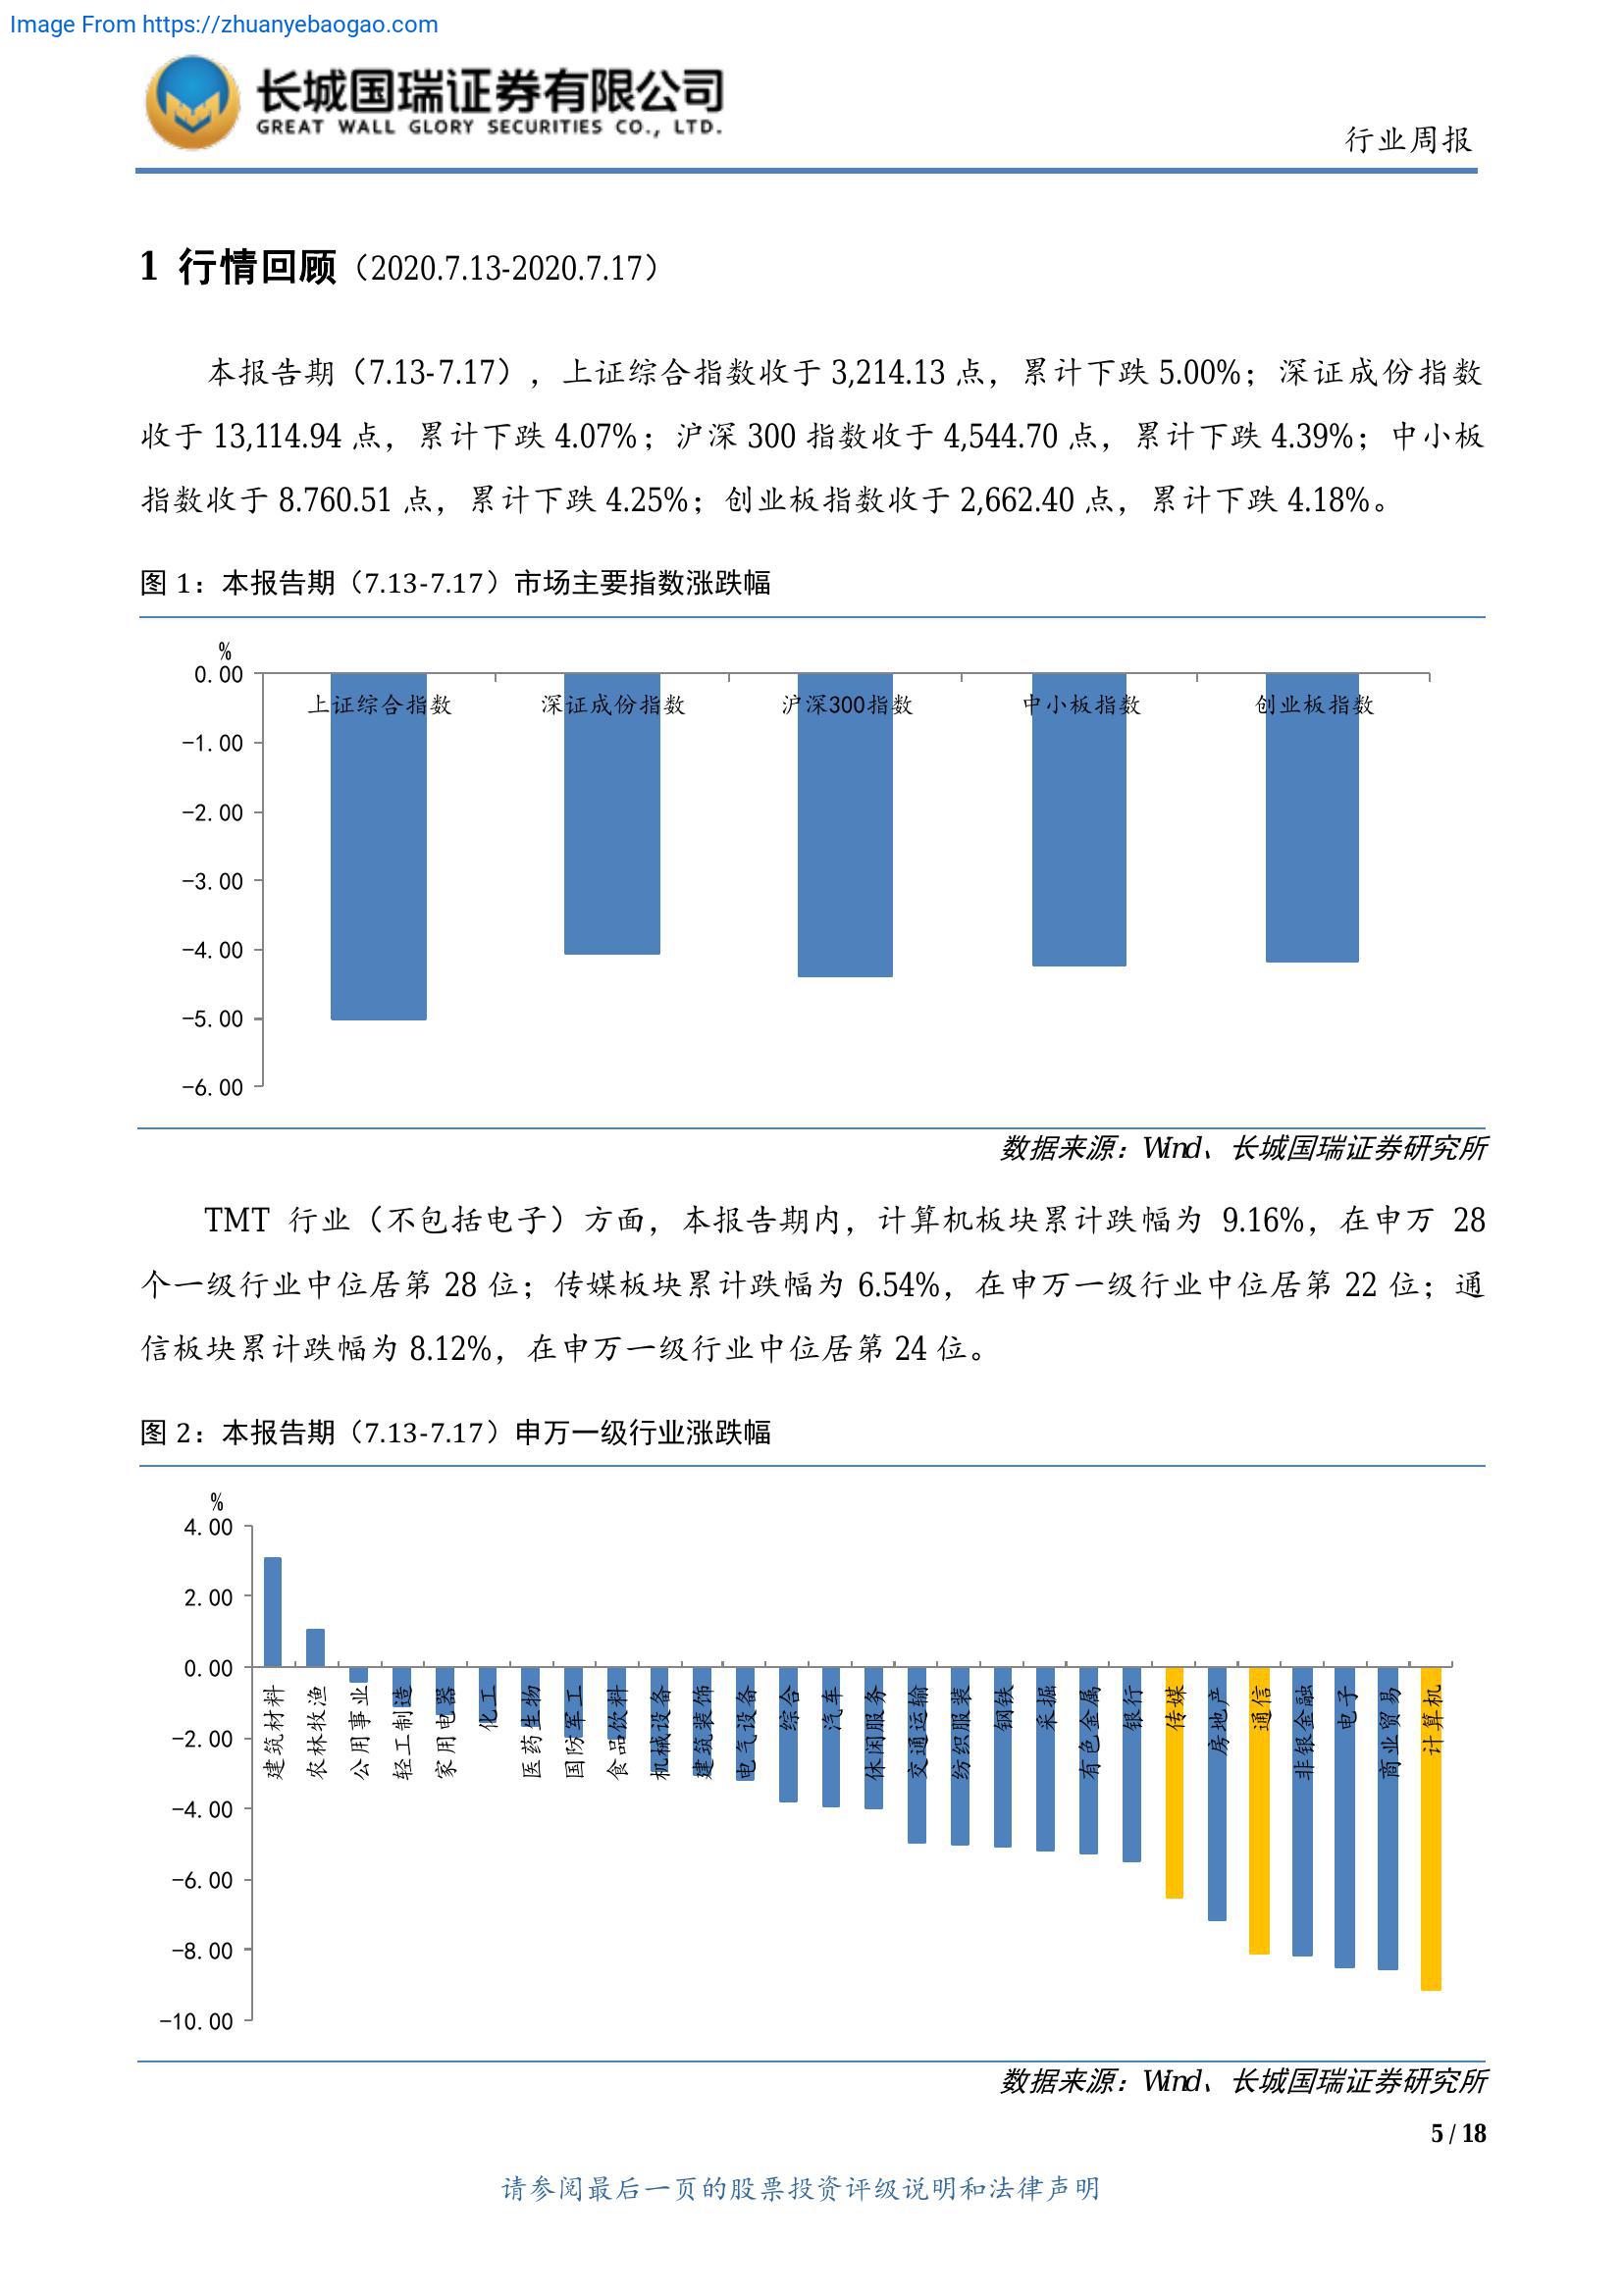 Image From https://zhuanyebaogao.com
长城国瑞证券有限公司
GREAT WALL GLORY SECURITIES CO., LTD.
行业周报
1 行情回顾（2020.7.13-2020.7.17）
本报告期（7.13-7.17），上证综合指数收于 3,214.13 点，累计下跌 5.00%；深证成份指数
收于 13,114.94 点，累计下跌 4.07%；沪深 300 指数收于 4,544.70 点，累计下跌 4.39%；中小板
指数收于 8.760.51 点，累计下跌 4.25%；创业板指数收于 2,662.40 点，累计下跌 4.18%。
图 1：本报告期（7.13-7.17）市场主要指数涨跌幅
%
0.00
上证综合指数 深证成份指数 沪深300指数 中小板指数 创业板指数
-1.00
-2.00
-3.00
-4.00
-5.00
-6.00
数据来源：Wind、长城国瑞证券研究所
TMT 行业（不包括电子）方面，本报告期内，计算机板块累计跌幅为 9.16%，在申万 28
个一级行业中位居第 28 位；传媒板块累计跌幅为 6.54%，在申万一级行业中位居第 22 位；通
信板块累计跌幅为 8.12%，在申万一级行业中位居第 24 位。
图 2：本报告期（7.13-7.17）申万一级行业涨跌幅
%
4.00
2.00
0.00
-2.00
-4.00
-6.00
-8.00
-10.00
建筑材料
农林牧渔
公用事业
轻工制造
家用电器
化工
医药生物
国防军工
食品饮料
机械设备
建筑装饰
电气设备
综合
汽车
休闲服务
交通运输
纺织服装
钢铁
采掘
有色金属
银行
传媒
房地产
通信
非银金融
电子
商业贸易
计算机
数据来源：Wind、长城国瑞证券研究所
5 / 18
请参阅最后一页的股票投资评级说明和法律声明